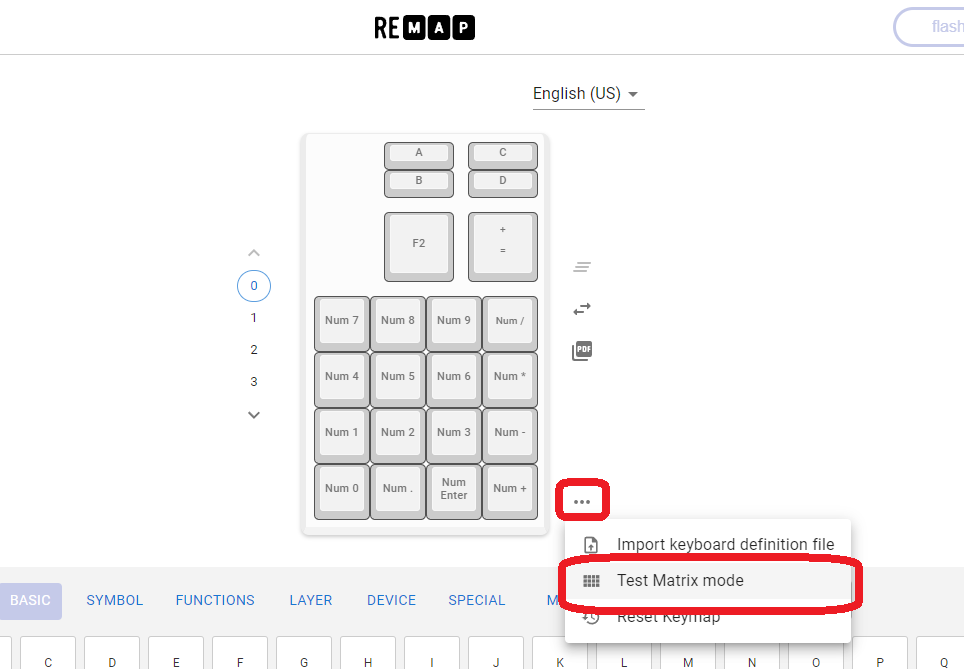 REMAP
flash
English (US)
A
C
B
D
F2
+
=
0
1
2
3
Num 7 Num 8 Num 9 Num /
Num 4 Num 5 Num 6 Num *
Num 1 Num 2 Num 3 Num -
Num 0 Num . Num Enter Num +
Import keyboard definition file
Test Matrix mode
Reset Keymap
PDF
BASIC SYMBOL FUNCTIONS LAYER DEVICE SPECIAL M
C D E F G H I J K L M N O P Q